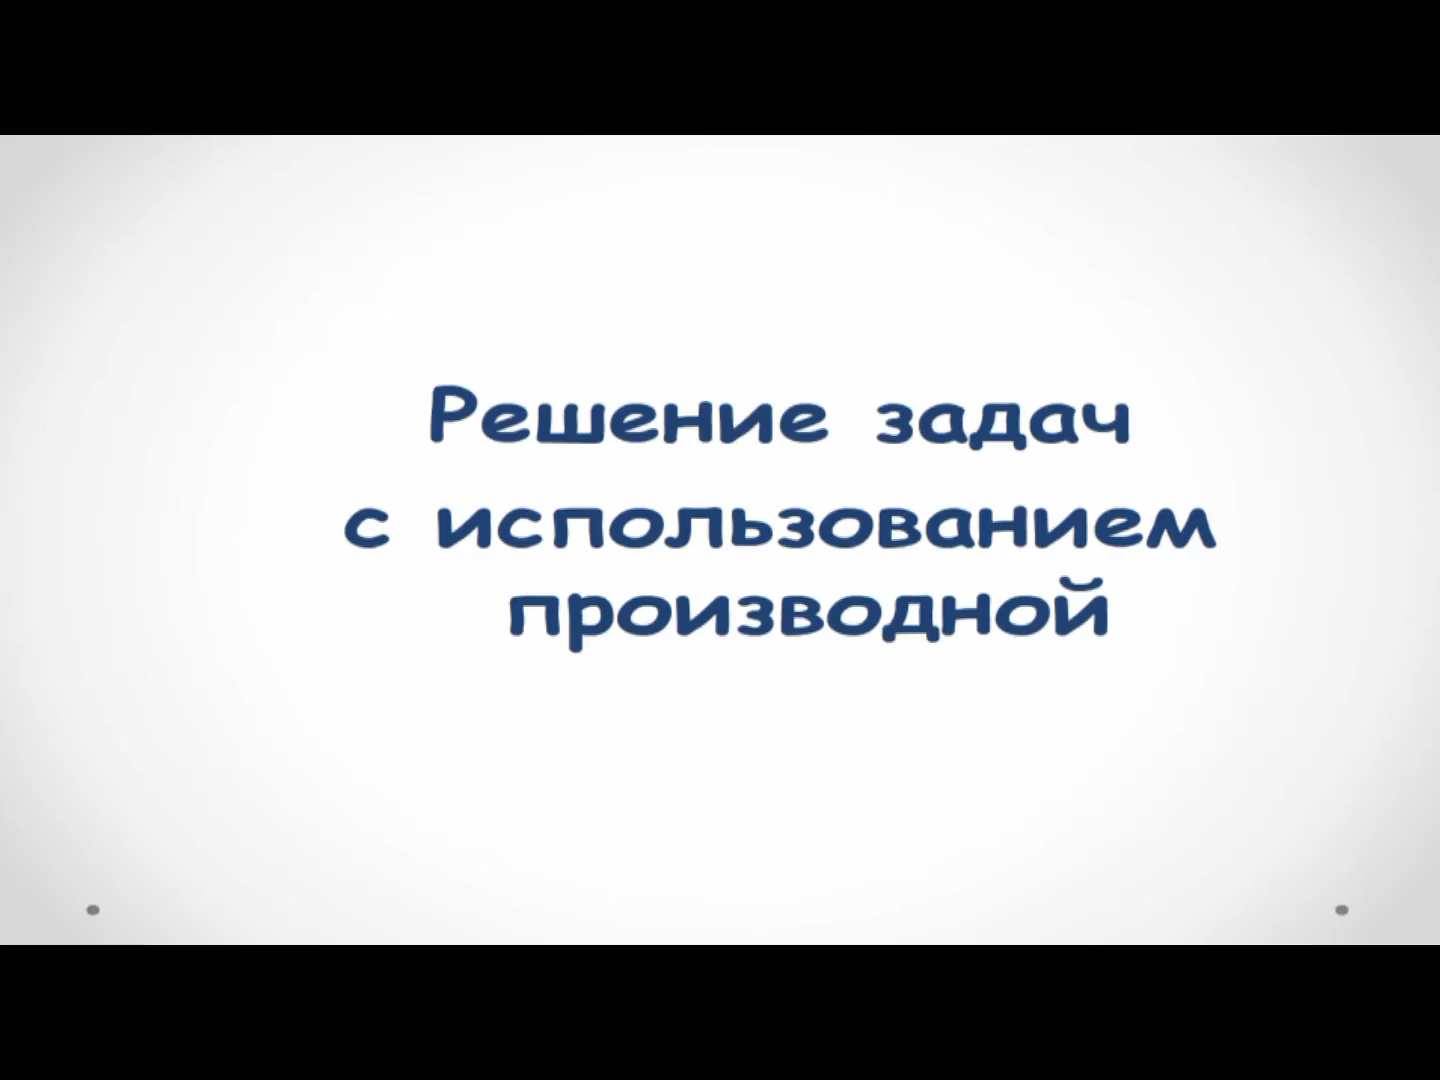 Решение задач
с использованием
производной